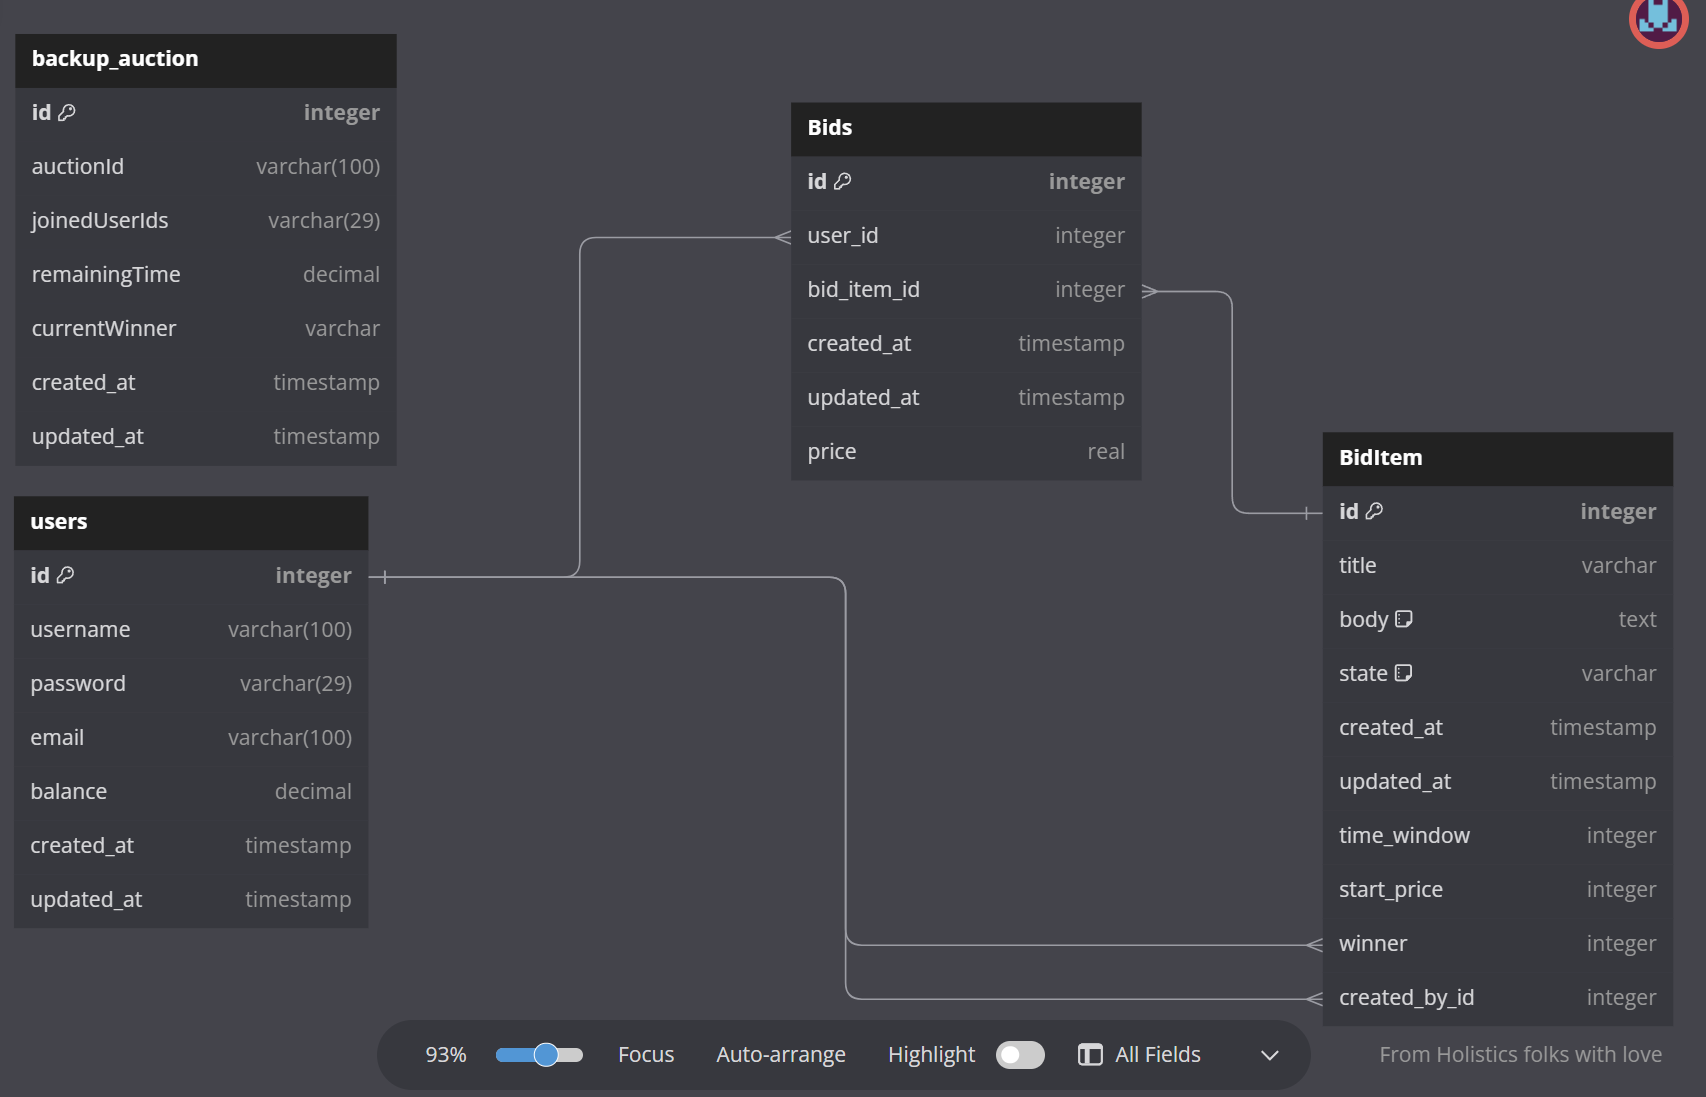 backup_auction
id integer
auctionId varchar(100)
joinedUserIds varchar(29)
remainingTime decimal
currentWinner varchar
created_at timestamp
updated_at timestamp
users
id integer
username varchar(100)
password varchar(29)
email varchar(100)
balance decimal
created_at timestamp
updated_at timestamp
Bids
id integer
user_id integer
bid_item_id integer
created_at timestamp
updated_at timestamp
price real
BidItem
id integer
title varchar
body text
state varchar
created_at timestamp
updated_at timestamp
time_window integer
start_price integer
winner integer
created_by_id integer
93% Focus Auto-arrange Highlight All Fields
From Holistics folks with love